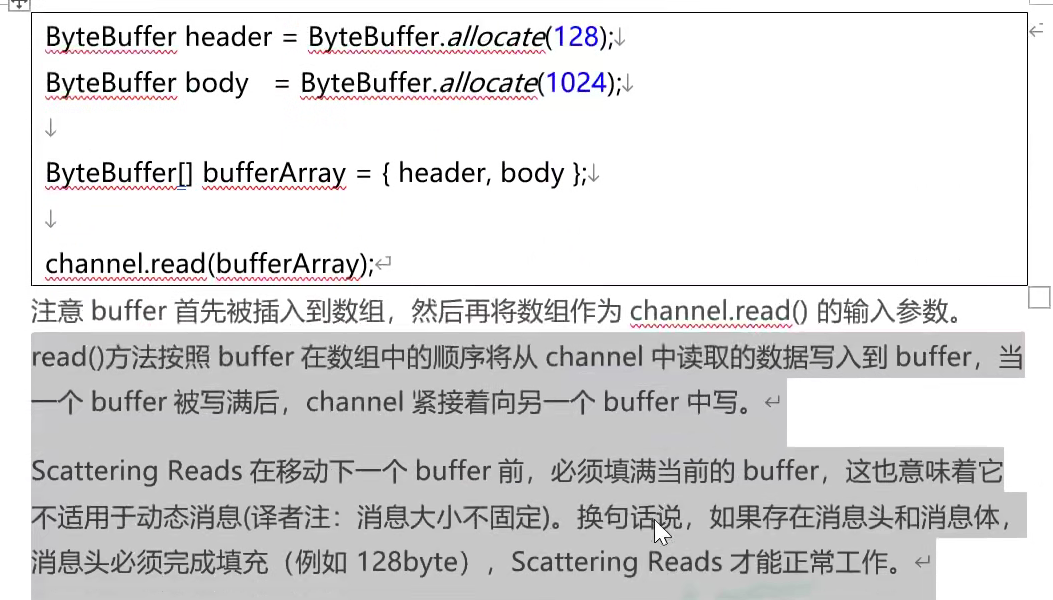 ByteBuffer header = ByteBuffer.allocate(128);↓
ByteBuffer body   = ByteBuffer.allocate(1024);↓
↓
ByteBuffer[] bufferArray = { header, body };↓
↓
channel.read(bufferArray);↵
注意 buffer 首先被插入到数组，然后再将数组作为 channel.read() 的输入参数。
read()方法按照 buffer 在数组中的顺序将从 channel 中读取的数据写入到 buffer，当
一个 buffer 被写满后，channel 紧接着向另一个 buffer 中写。↵
Scattering Reads 在移动下一个 buffer 前，必须填满当前的 buffer，这也意味着它
不适用于动态消息(译者注：消息大小不固定)。换句话说，如果存在消息头和消息体，
消息头必须完成填充（例如 128byte），Scattering Reads 才能正常工作。↵